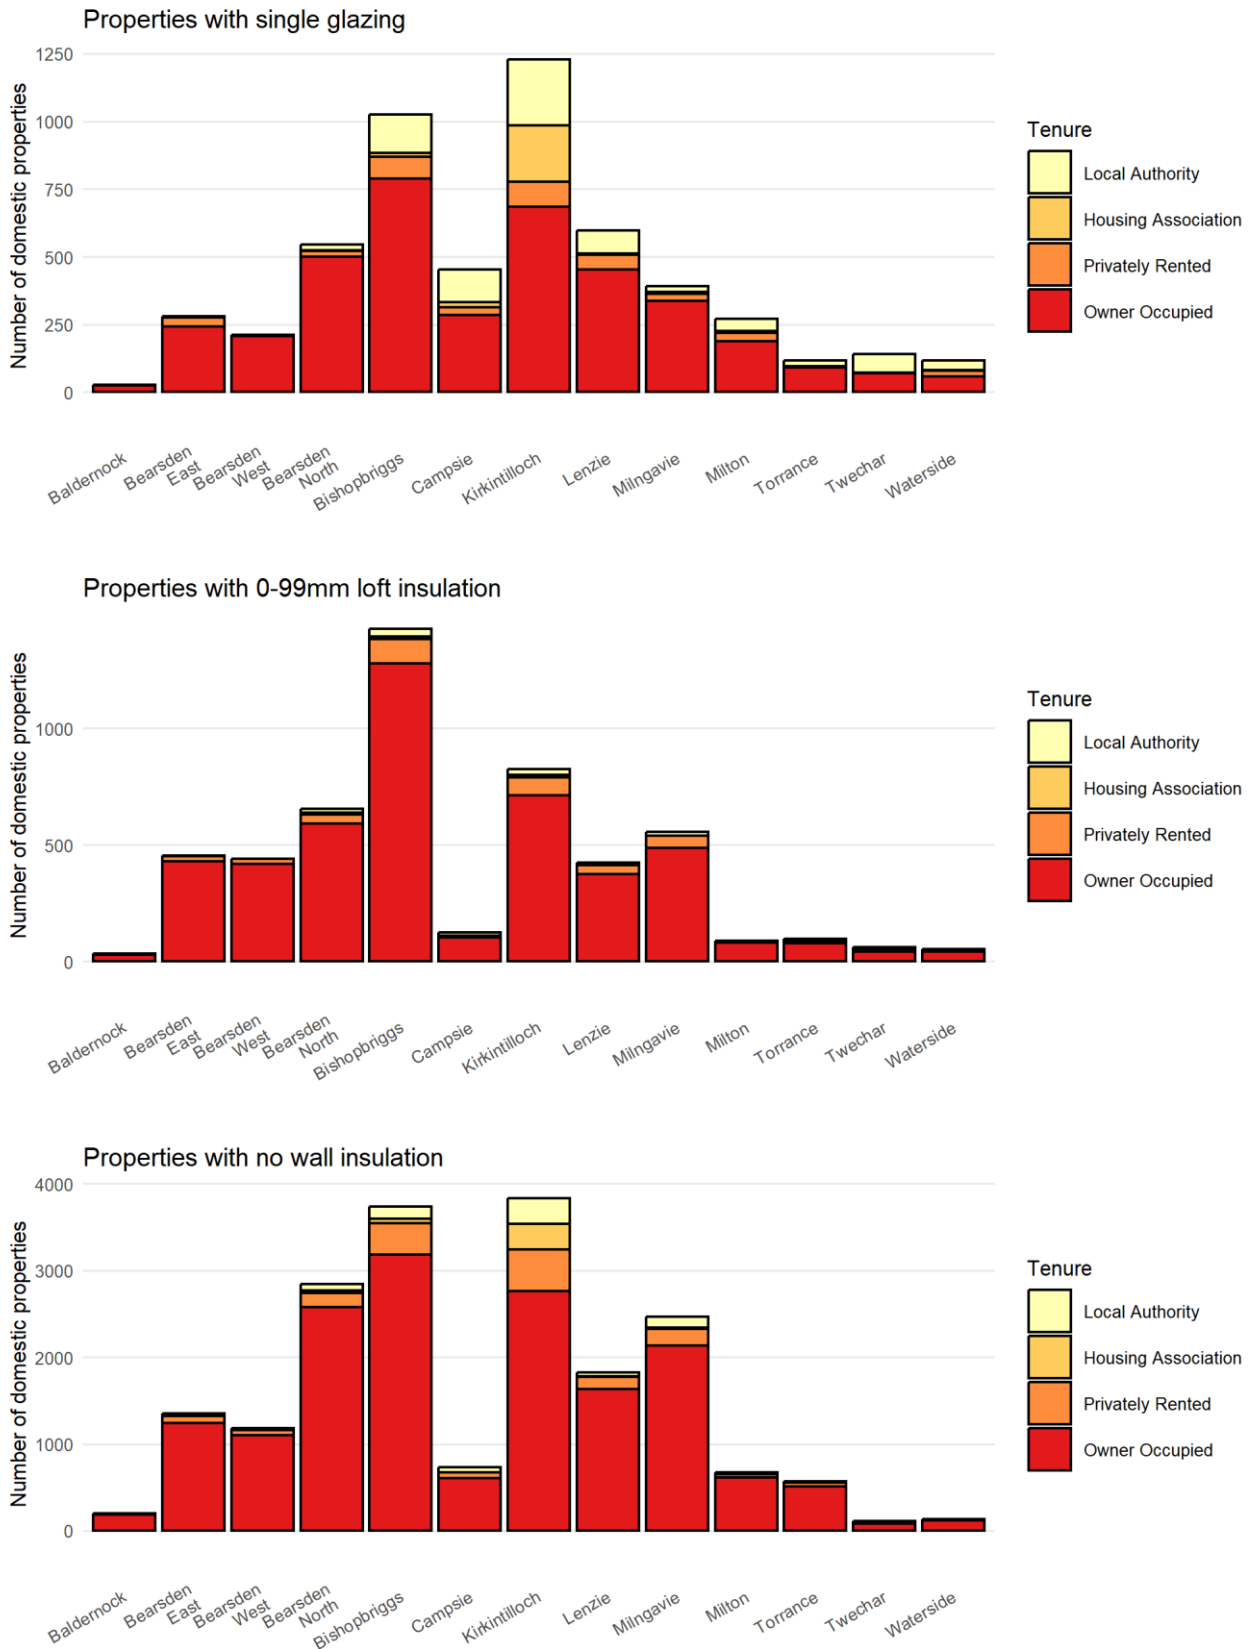 Properties with single glazing
Number of domestic properties
1250
1000
750
500
250
0
Baldernock
Bearsden
East
Bearsden
West
Bearsden
North
Bishopbriggs
Campsie
Kirkintilloch
Lenzie
Milngavie
Milton
Torrance
Twechar
Waterside
Tenure
Local Authority
Housing Association
Privately Rented
Owner Occupied
Properties with 0-99mm loft insulation
Number of domestic properties
1000
500
0
Baldernock
Bearsden
East
Bearsden
West
Bearsden
North
Bishopbriggs
Campsie
Kirkintilloch
Lenzie
Milngavie
Milton
Torrance
Twechar
Waterside
Tenure
Local Authority
Housing Association
Privately Rented
Owner Occupied
Properties with no wall insulation
Number of domestic properties
4000
3000
2000
1000
0
Baldernock
Bearsden
East
Bearsden
West
Bearsden
North
Bishopbriggs
Campsie
Kirkintilloch
Lenzie
Milngavie
Milton
Torrance
Twechar
Waterside
Tenure
Local Authority
Housing Association
Privately Rented
Owner Occupied